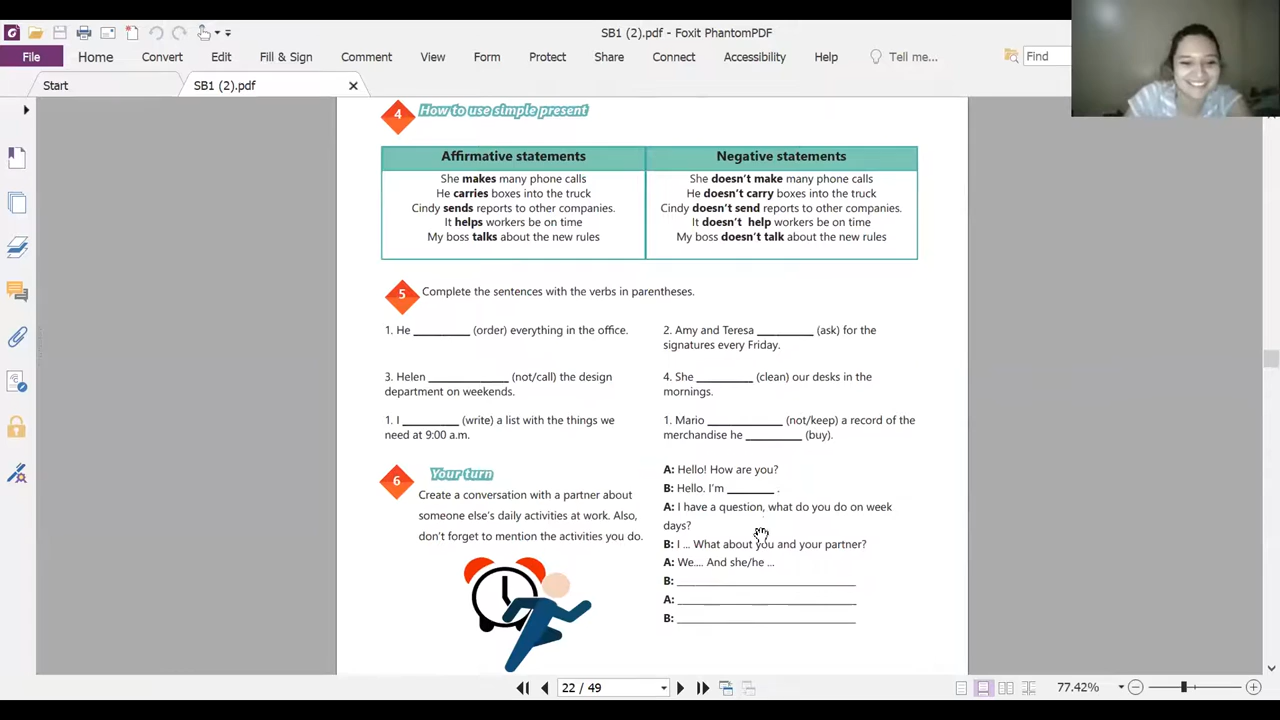 SB1 (2).pdf - Foxit PhantomPDF
File Home Convert Edit Fill & Sign Comment View Form Protect Share Connect Accessibility Help Tell me... Find
Start SB1 (2).pdf
4 How to use simple present
Affirmative statements
She makes many phone calls
He carries boxes into the truck
Cindy sends reports to other companies.
It helps workers be on time
My boss talks about the new rules
Negative statements
She doesn't make many phone calls
He doesn't carry boxes into the truck
Cindy doesn't send reports to other companies.
It doesn't help workers be on time
My boss doesn't talk about the new rules
5 Complete the sentences with the verbs in parentheses.
1. He __________ (order) everything in the office.
2. Amy and Teresa __________ (ask) for the
signatures every Friday.
3. Helen ______________ (not/call) the design
department on weekends.
4. She __________ (clean) our desks in the
mornings.
1. I __________ (write) a list with the things we
need at 9:00 a.m.
1. Mario _____________ (not/keep) a record of the
merchandise he __________ (buy).
6 Your turn
Create a conversation with a partner about
someone else's daily activities at work. Also,
don't forget to mention the activities you do.
A: Hello! How are you?
B: Hello. I'm ________ .
A: I have a question, what do you do on week
days?
B: I ... What about you and your partner?
A: We.... And she/he ...
B: ________________________________
A: ________________________________
B: ________________________________
22 / 49
77.42%